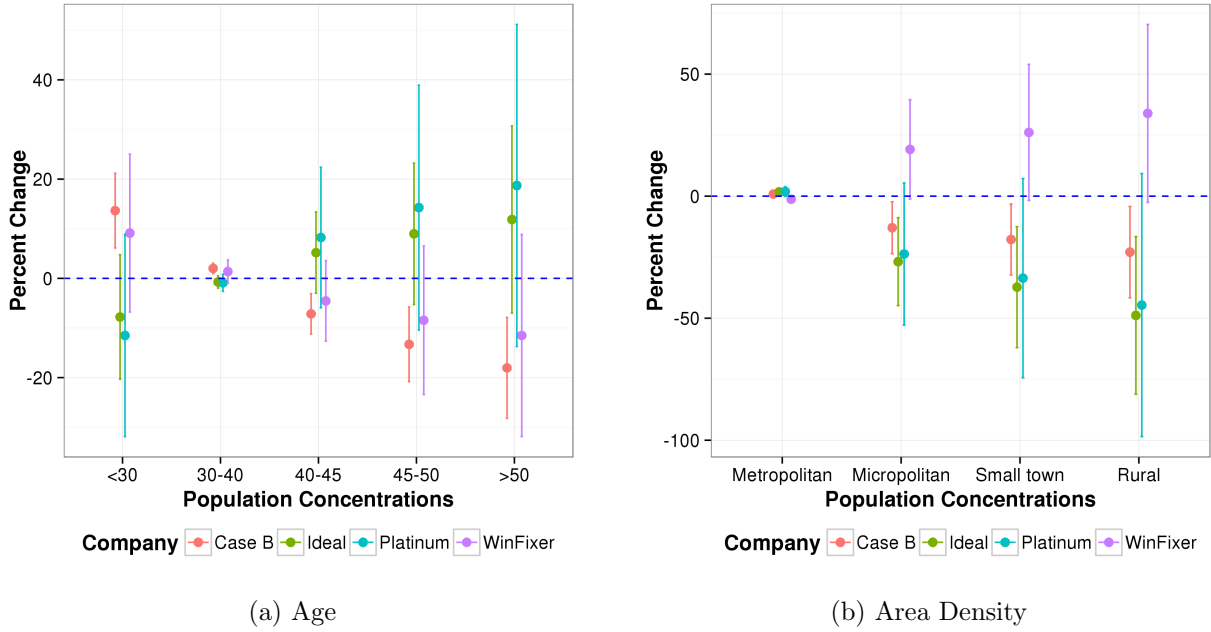 Percent Change
40
20
0
-20
<30 30-40 40-45 45-50 >50
Population Concentrations
Company Case B Ideal Platinum WinFixer
(a) Age
Percent Change
50
0
-50
-100
Metropolitan Micropolitan Small town Rural
Population Concentrations
Company Case B Ideal Platinum WinFixer
(b) Area Density